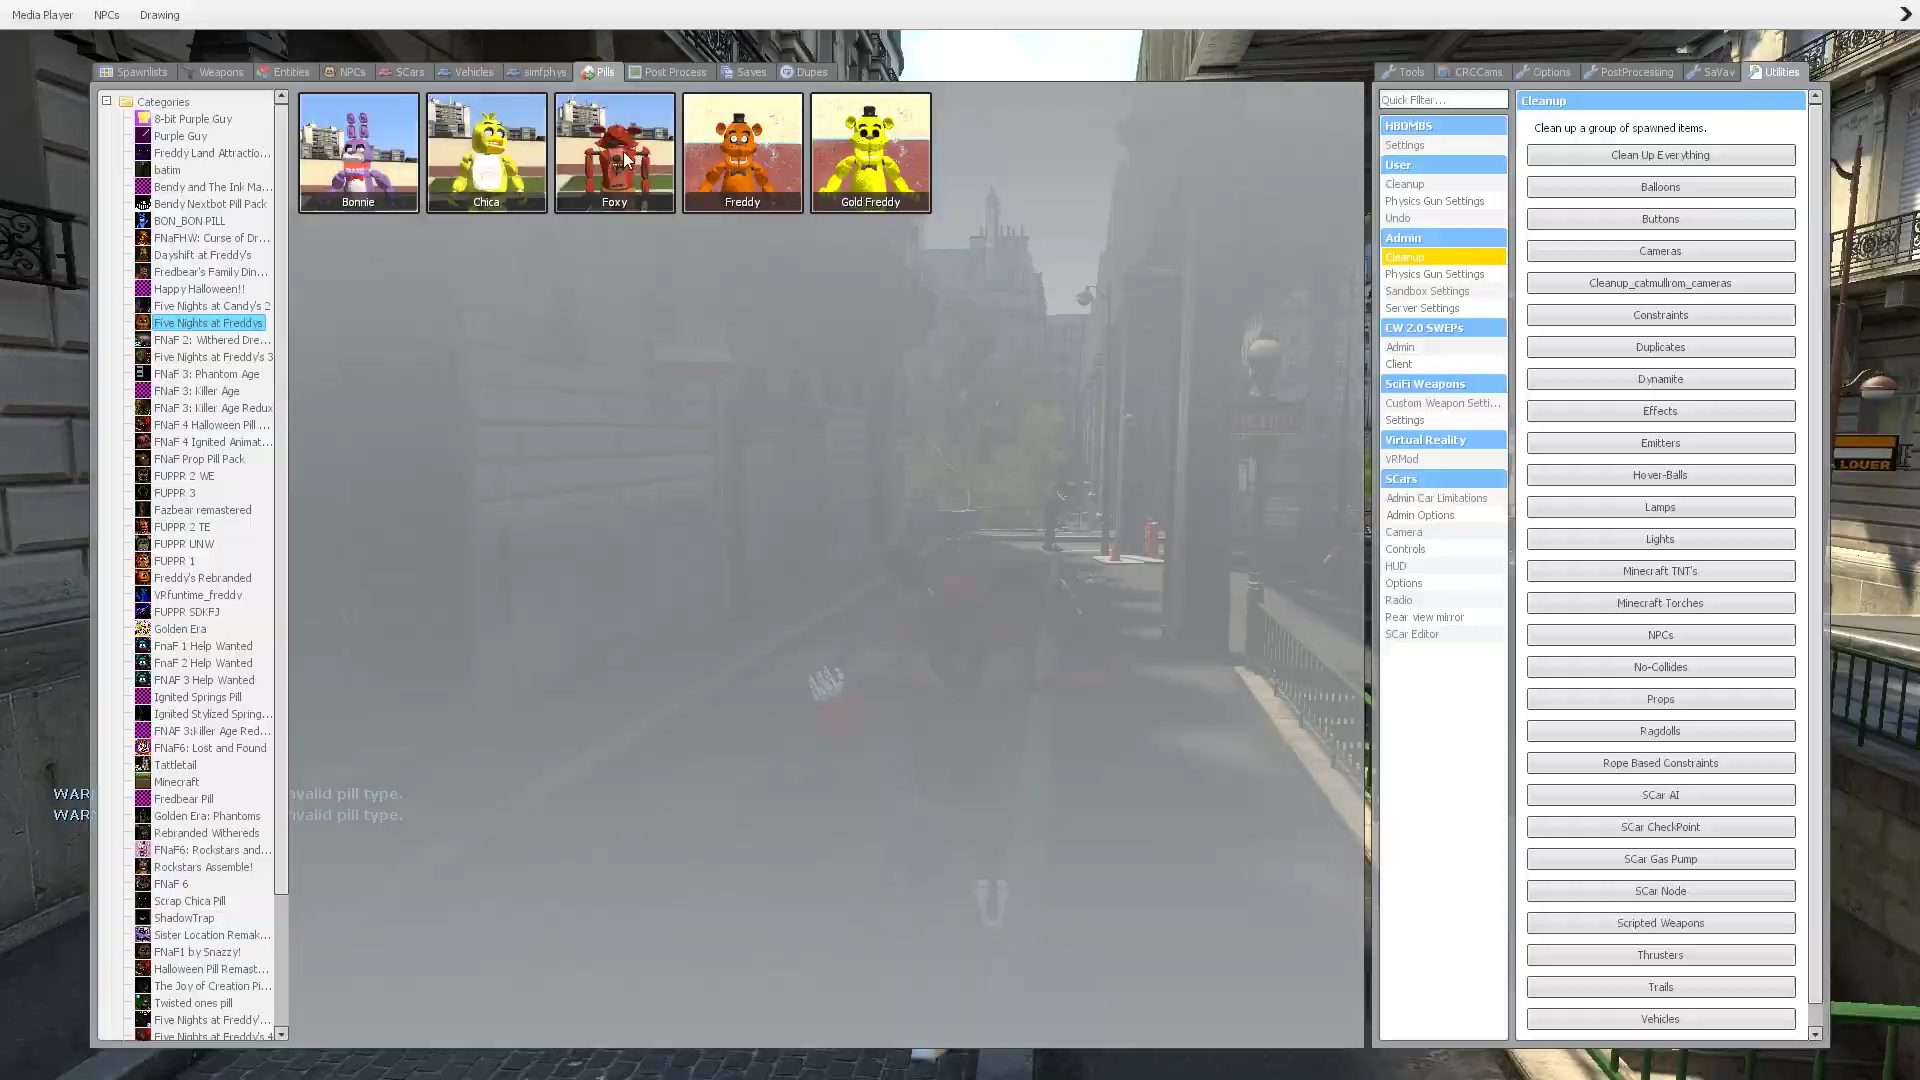 Media Player NPCs Drawing
Spawnlists Weapons Entities NPCs SCars Vehicles simfphys Pills Post Process Saves Dupes
Tools CRCCams Options PostProcessing SaVav Utilities
Categories
8-bit Purple Guy
Purple Guy
Freddy Land Attractio...
batim
Bendy and The Ink Ma...
Bendy Nextbot Pill Pack
BON_BON PILL
FNaFHW: Curse of Dr...
Dayshift at Freddy's
Fredbear's Family Din...
Happy Halloween!!
Five Nights at Candy's 2
Five Nights at Freddys
FNaF 2: Withered Dre...
Five Nights at Freddy's 3
FNaF 3: Phantom Age
FNaF 3: Killer Age
FNaF 3: Killer Age Redux
FNaF 4 Halloween Pill ...
FNaF 4 Ignited Animat...
FNaF Prop Pill Pack
FUPPR 2 WE
FUPPR 3
Fazbear remastered
FUPPR 2 TE
FUPPR UNW
FUPPR 1
Freddy's Rebranded
VRfuntime_freddy
FUPPR SDKFJ
Golden Era
FnaF 1 Help Wanted
FnaF 2 Help Wanted
FNAF 3 Help Wanted
Ignited Springs Pill
Ignited Stylized Spring...
FNAF 3:Killer Age Red...
FNaF6: Lost and Found
Tattletail
Minecraft
Fredbear Pill
Golden Era: Phantoms
Rebranded Withereds
FNaF6: Rockstars and...
Rockstars Assemble!
FNaF 6
Scrap Chica Pill
ShadowTrap
Sister Location Remak...
FNaF1 by Snazzy!
Halloween Pill Remast...
The Joy of Creation Pi...
Twisted ones pill
Five Nights at Freddy'...
Five Nights at Freddy's 4
Bonnie
Chica
Foxy
Freddy
Gold Freddy
WAR nvalid pill type.
WAR nvalid pill type.
Quick Filter...
HBOMBS
Settings
User
Cleanup
Physics Gun Settings
Undo
Admin
Cleanup
Physics Gun Settings
Sandbox Settings
Server Settings
CW 2.0 SWEPs
Admin
Client
SciFi Weapons
Custom Weapon Setti...
Settings
Virtual Reality
VRMod
SCars
Admin Car Limitations
Admin Options
Camera
Controls
HUD
Options
Radio
Rear view mirror
SCar Editor
Cleanup
Clean up a group of spawned items.
Clean Up Everything
Balloons
Buttons
Cameras
Cleanup_catmullrom_cameras
Constraints
Duplicates
Dynamite
Effects
Emitters
Hover-Balls
Lamps
Lights
Minecraft TNT's
Minecraft Torches
NPCs
No-Collides
Props
Ragdolls
Rope Based Constraints
SCar AI
SCar CheckPoint
SCar Gas Pump
SCar Node
Scripted Weapons
Thrusters
Trails
Vehicles
LOUER